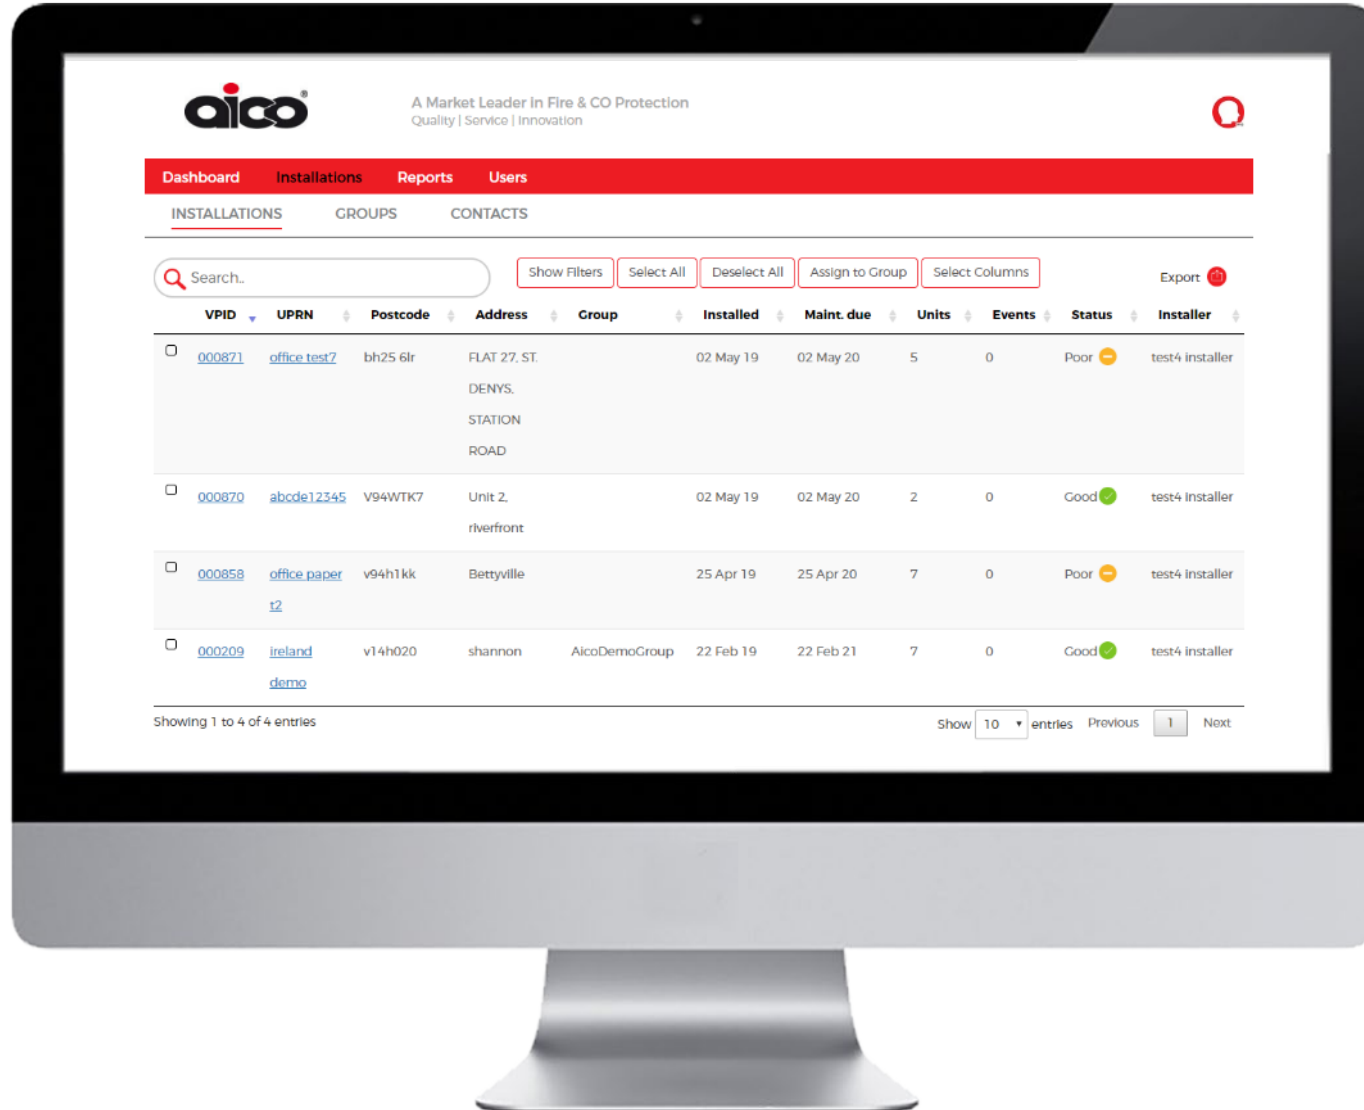 aico®
A Market Leader in Fire & CO Protection
Quality | Service | Innovation
Dashboard Installations Reports Users
INSTALLATIONS GROUPS CONTACTS
Search.. Show Filters Select All Deselect All Assign to Group Select Columns Export
VPID UPRN Postcode Address Group Installed Maint. due Units Events Status Installer
000871 office test7 bh25 6lr FLAT 27, ST. 02 May 19 02 May 20 5 0 Poor test4 installer
DENYS,
STATION
ROAD
000870 abcde12345 V94WTK7 Unit 2, 02 May 19 02 May 20 2 0 Good test4 installer
riverfront
000858 office paper v94h1kk Bettyville 25 Apr 19 25 Apr 20 7 0 Poor test4 installer
t2
000209 ireland v14h020 shannon AicoDemoGroup 22 Feb 19 22 Feb 21 7 0 Good test4 installer
demo
Showing 1 to 4 of 4 entries Show 10 entries Previous 1 Next